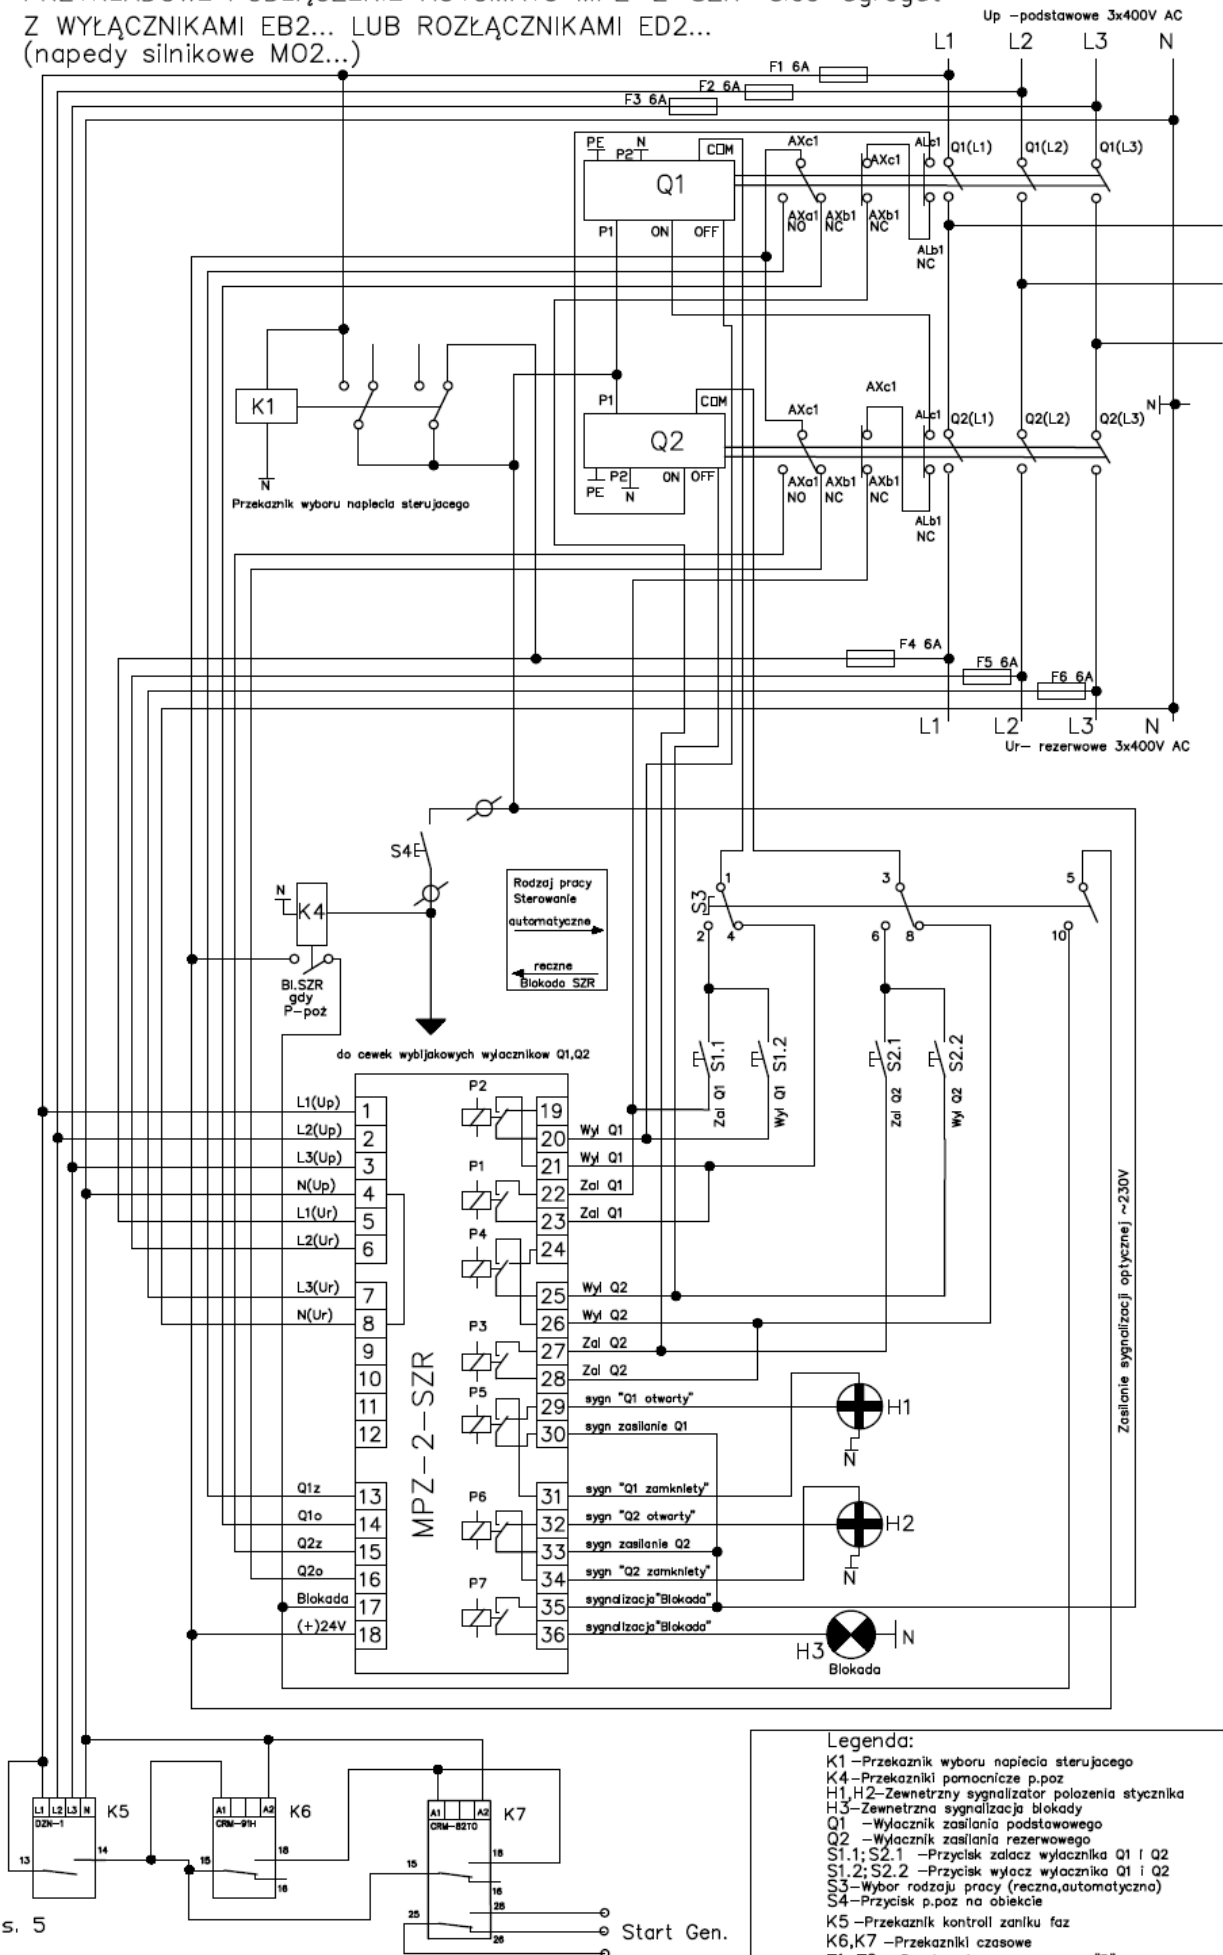 Z WYŁĄCZNIKAMI EB2... LUB ROZŁĄCZNIKAMI ED2...
(napedy silnikowe MO2...)
Up -podstawowe 3x400V AC
L1 L2 L3 N
F1 6A
F2 6A
F3 6A
PE P2 N COM
Q1
P1 ON OFF
AXc1 AXc1 ALc1 Q1(L1) Q1(L2) Q1(L3)
AXa1 NO AXb1 NC AXb1 NC
ALb1 NC
K1
N
Przekaznik wyboru napiecia sterujacego
P1 COM
Q2
PE P2 N ON OFF
AXc1 AXc1 ALc1 Q2(L1) Q2(L2) Q2(L3)
N
AXa1 NO AXb1 NC AXb1 NC
ALb1 NC
F4 6A
F5 6A
F6 6A
L1 L2 L3 N
Ur- rezerwowe 3x400V AC
S4
N
K4
Bl.SZR
gdy
P-poż
Rodzaj pracy
Sterowanie
automatyczne
reczne
Blokada SZR
S3
1 3 5
2 4 6 8 10
do cewek wybijakowych wylacznikow Q1,Q2
S1.1 S1.2 S2.1 S2.2
Zal Q1 Wyl Q1 Zal Q2 Wyl Q2
Zasilanie sygnalizacji optycznej ~230V
MPZ-2-SZR
L1(Up) 1
L2(Up) 2
L3(Up) 3
N(Up) 4
L1(Ur) 5
L2(Ur) 6
L3(Ur) 7
N(Ur) 8
9
10
11
12
Q1z 13
Q1o 14
Q2z 15
Q2o 16
Blokada 17
(+)24V 18
P2
P1
P4
P3
P5
P6
P7
19
20 Wyl Q1
21 Wyl Q1
22 Zal Q1
23 Zal Q1
24
25 Wyl Q2
26 Wyl Q2
27 Zal Q2
28 Zal Q2
29 sygn "Q1 otwarty"
30 sygn zasilanie Q1
31 sygn "Q1 zamkniety"
32 sygn "Q2 otwarty"
33 sygn zasilanie Q2
34 sygn "Q2 zamkniety"
35 sygnalizacja"Blokada"
36 sygnalizacja"Blokada"
H1
N
H2
N
H3 N
Blokada
L1 L2 L3 N K5
DZN-1
13 14
A1 A2 K6
CRM-91H
15 18
16
A1 A2 K7
CRM-82TO
15 18
16
25 28
26
Start Gen.
s. 5
Legenda:
K1 -Przekaznik wyboru napiecia sterujacego
K4-Przekazniki pomocnicze p.poz
H1,H2-Zewnetrzny sygnalizator polozenia stycznika
H3-Zewnetrzna sygnalizacja blokady
Q1 -Wylacznik zasilania podstawowego
Q2 -Wylacznik zasilania rezerwowego
S1.1; S2.1 -Przycisk zalacz wylacznika Q1 i Q2
S1.2; S2.2 -Przycisk wylacz wylacznika Q1 i Q2
S3-Wybor rodzaju pracy (reczna,automatyczna)
S4-Przycisk p.poz na obiekcie
K5 -Przekaznik kontroli zaniku faz
K6,K7 -Przekazniki czasowe